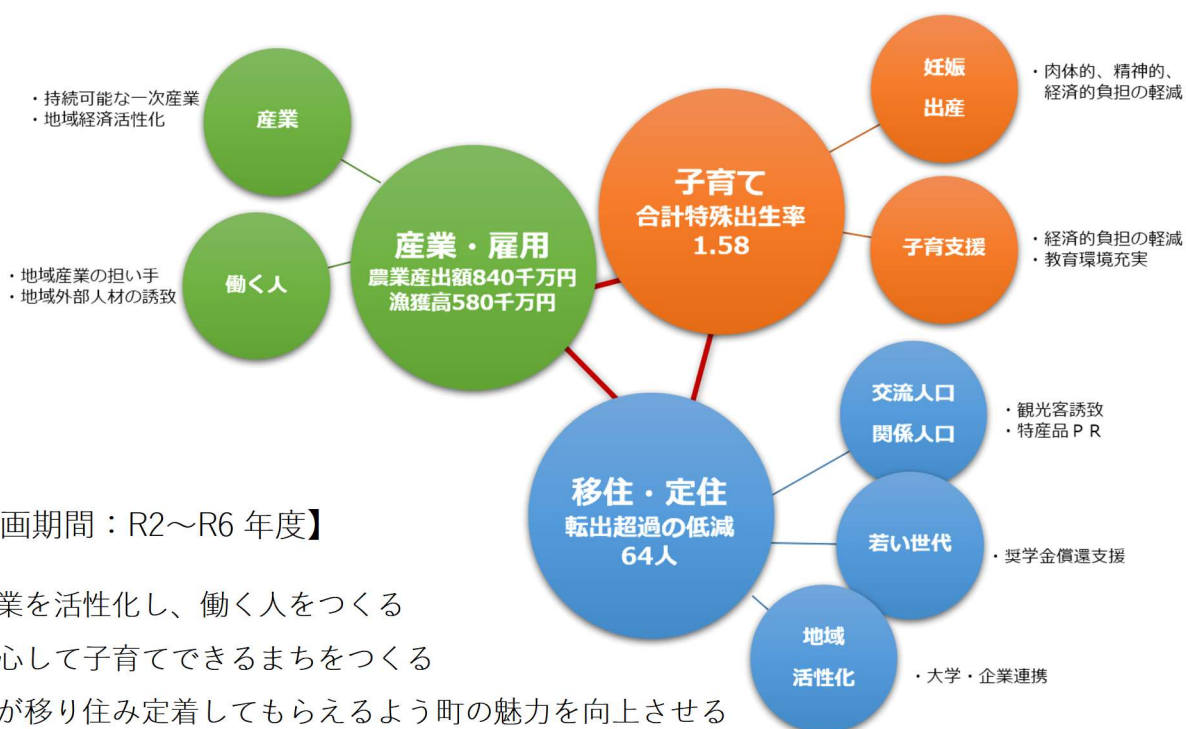 ・持続可能な一次産業
・地域経済活性化
産業
・地域産業の担い手
・地域外部人材の誘致
働く人
産業・雇用
農業産出額840千万円
漁獲高580千万円
子育て
合計特殊出生率
1.58
妊娠
出産
・肉体的、精神的、
経済的負担の軽減
子育支援
・経済的負担の軽減
・教育環境充実
移住・定住
転出超過の低減
64人
交流人口
関係人口
・観光客誘致
・特産品ＰＲ
若い世代
・奨学金償還支援
地域
活性化
・大学・企業連携
画期間：R2～R6 年度】
業を活性化し、働く人をつくる
心して子育てできるまちをつくる
が移り住み定着してもらえるよう町の魅力を向上させる